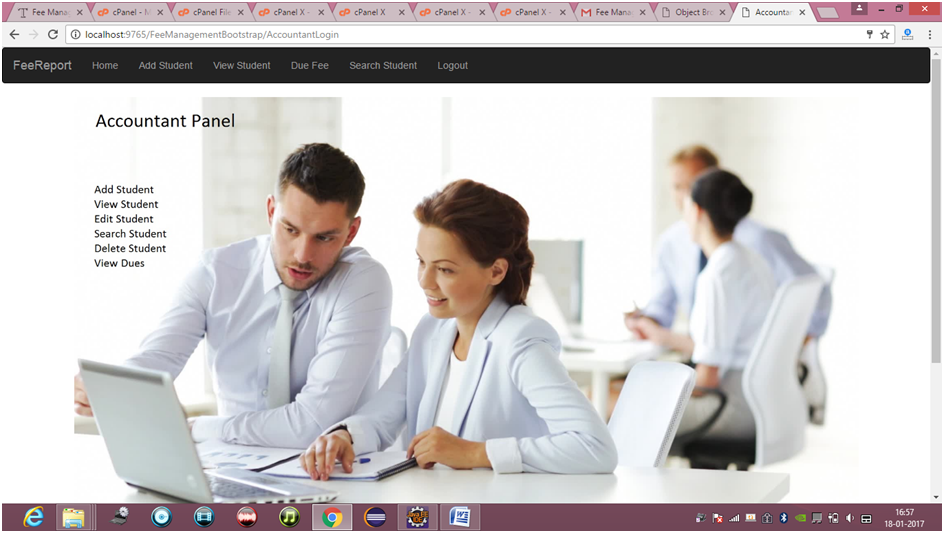 Fee Mana
cPanel - M
cPanel File
cPanel X -
cPanel X
cPanel X -
cPanel X -
Fee Mana
Object Bro
Accountan
localhost:9765/FeeManagementBootstrap/AccountantLogin
FeeReport Home Add Student View Student Due Fee Search Student Logout
Accountant Panel
Add Student
View Student
Edit Student
Search Student
Delete Student
View Dues
16:57
18-01-2017